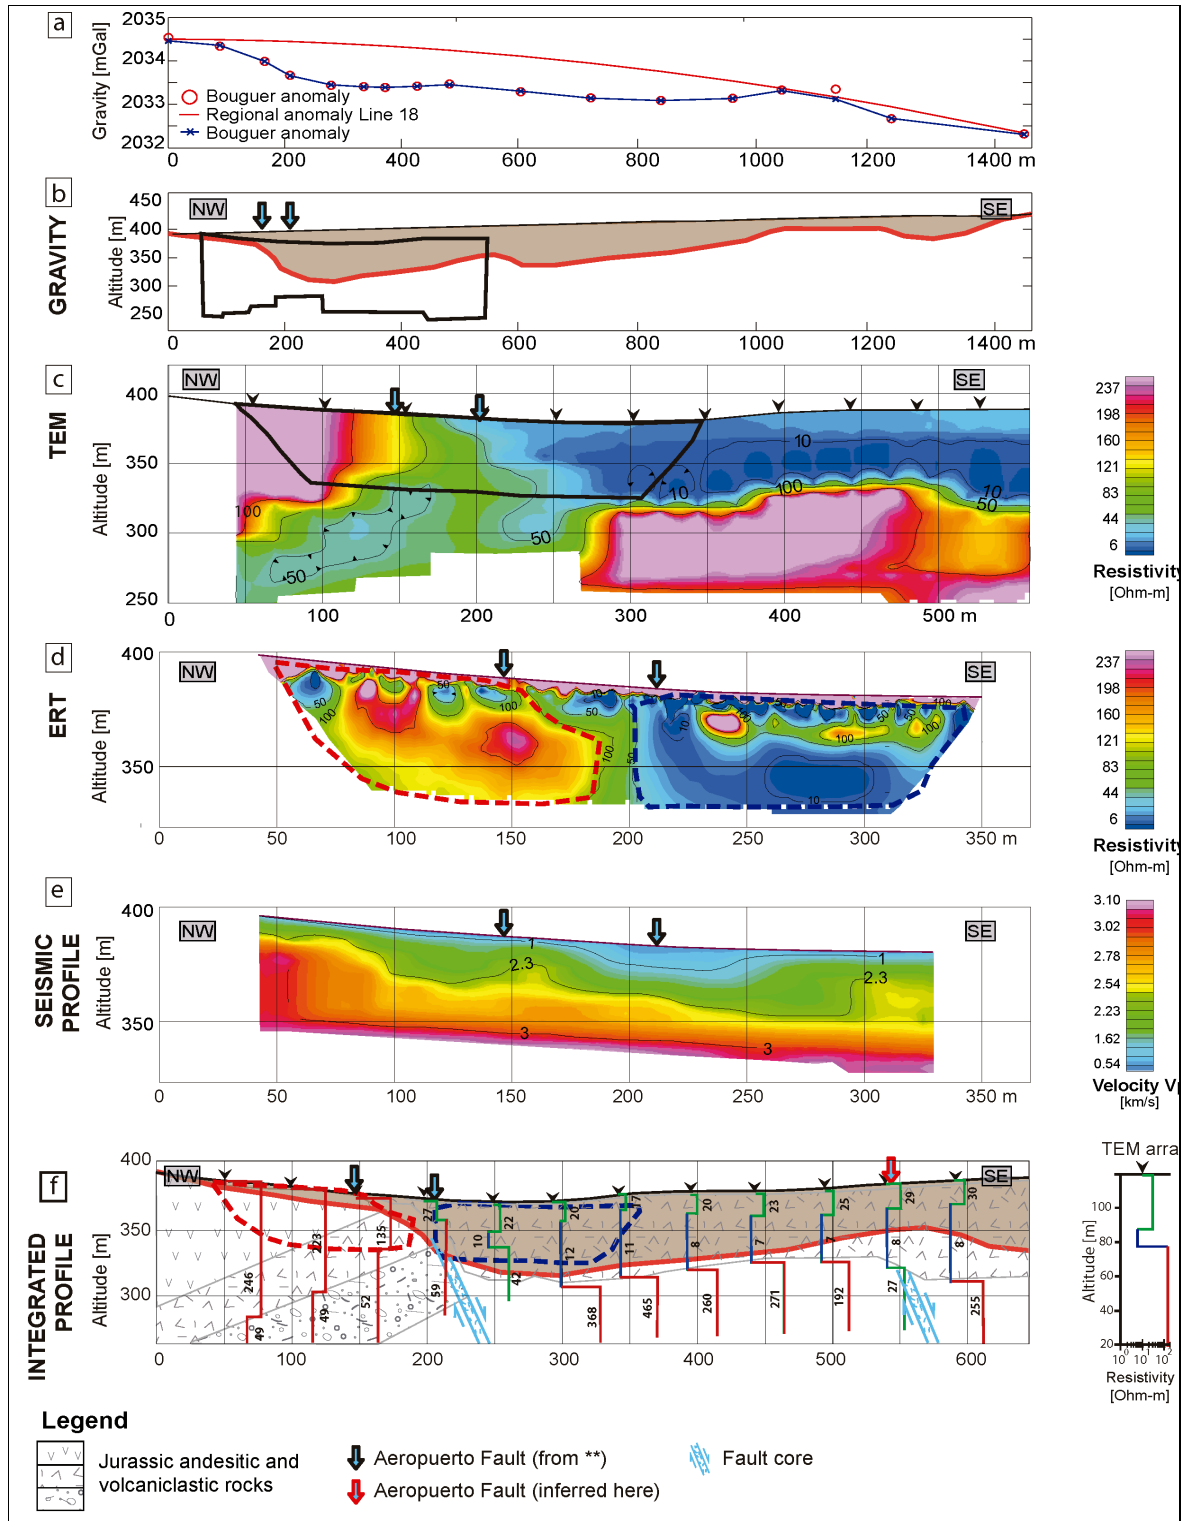 a
Gravity [mGal]
2035
2034
2033
2032
Bouguer anomaly
Regional anomaly Line 18
Bouguer anomaly
0 200 400 600 800 1000 1200 1400 m
b
GRAVITY
Altitude [m]
450
400
350
300
250
NW SE
0 200 400 600 800 1000 1200 1400 m
c
TEM
Altitude [m]
400
350
300
250
NW SE
10
10
100
10
50
100
50
50
0 100 200 300 400 500 m
237
198
160
121
83
44
6
Resistivity
[Ohm-m]
d
ERT
Altitude [m]
400
350
NW SE
50
100
50
100
10
50
100
50
10
100
50
50
100
100
100
10
0 50 100 150 200 250 300 350 m
237
198
160
121
83
44
6
Resistivity
[Ohm-m]
e
SEISMIC
PROFILE
Altitude [m]
400
350
NW SE
1
2.3
1
2.3
3
3
0 50 100 150 200 250 300 350 m
3.10
3.02
2.78
2.54
2.23
1.62
0.54
Velocity V
[km/s]
f
INTEGRATED
PROFILE
Altitude [m]
400
350
300
NW SE
246
49
223
49
135
52
27
59
22
10
42
20
12
368
17
11
465
20
8
260
23
7
271
25
7
192
29
8
27
30
8
255
0 100 200 300 400 500 600
TEM arra
Altitude [m]
100
80
60
40
20
10⁰ 10¹ 10²
Resistivity
[Ohm-m]
Legend
Jurassic andesitic and
volcaniclastic rocks
Aeropuerto Fault (from **)
Aeropuerto Fault (inferred here)
Fault core